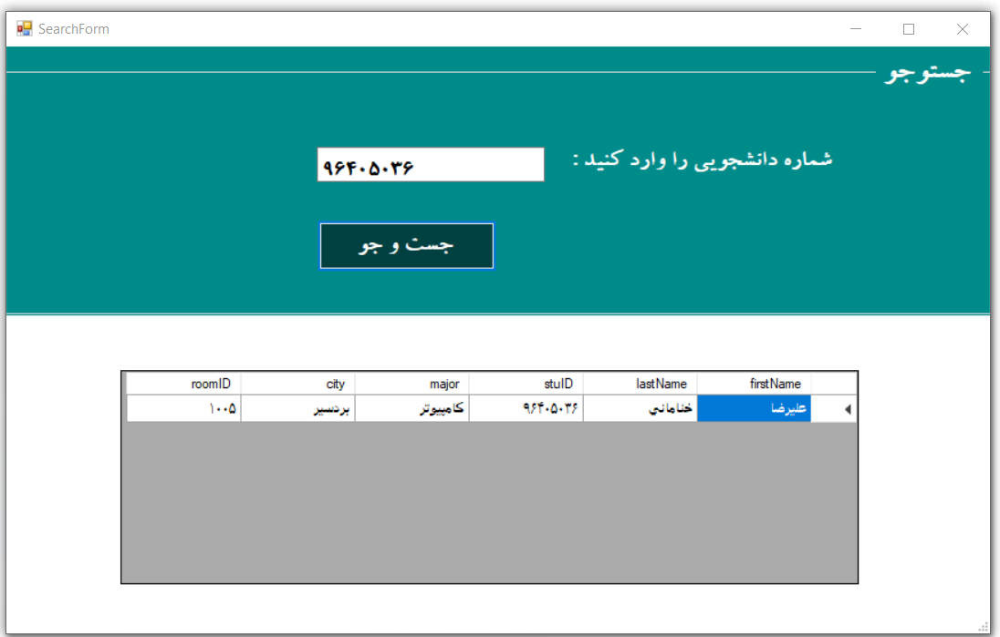 SearchForm
جستوجو
شماره دانشجویی را وارد کنید :
۹۶۴۰۵۰۳۶
جست و جو
firstName lastName stuID major city roomID
علیرضا خنامانی ۹۶۴۰۵۰۳۶ کامپیوتر بردسیر ۱۰۰۵